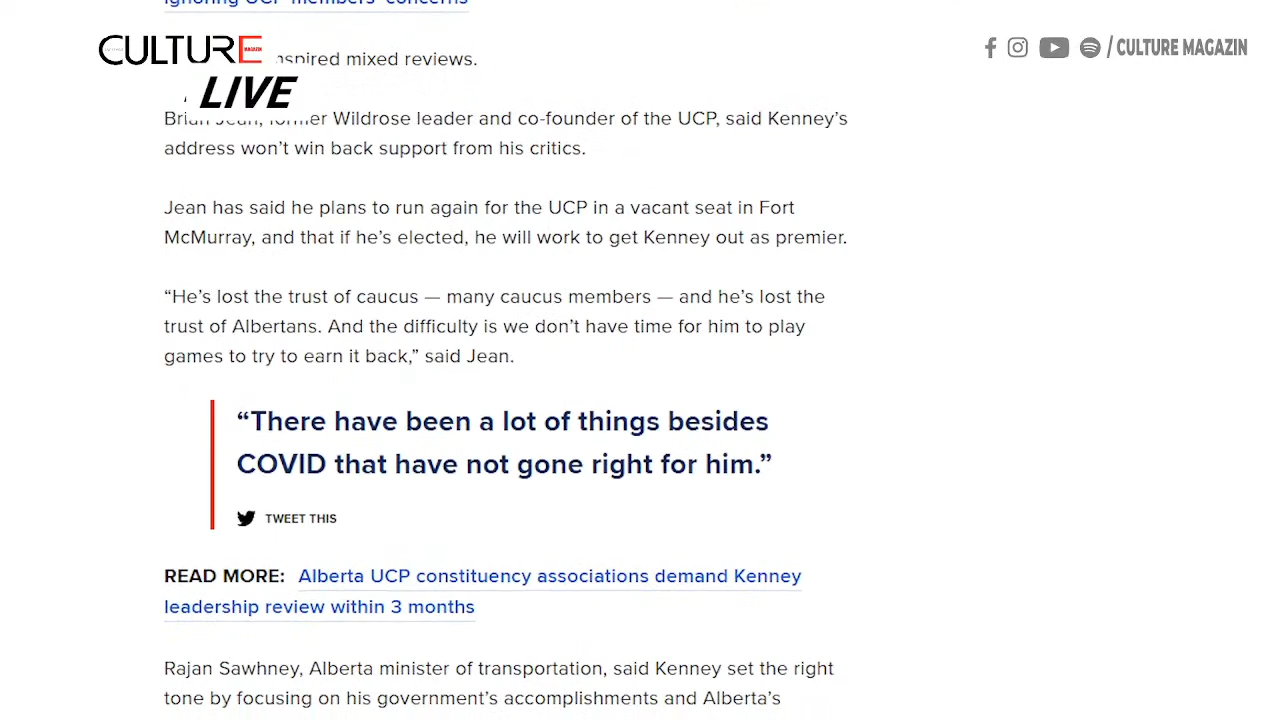 ignoring UCP members' concerns
CULTURE
MAGAZIN
LIVE
/ CULTURE MAGAZIN
nspired mixed reviews.
Brian Jean, former Wildrose leader and co-founder of the UCP, said Kenney’s
address won’t win back support from his critics.
Jean has said he plans to run again for the UCP in a vacant seat in Fort
McMurray, and that if he’s elected, he will work to get Kenney out as premier.
“He’s lost the trust of caucus — many caucus members — and he’s lost the
trust of Albertans. And the difficulty is we don’t have time for him to play
games to try to earn it back,” said Jean.
“There have been a lot of things besides
COVID that have not gone right for him.”
TWEET THIS
READ MORE: Alberta UCP constituency associations demand Kenney
leadership review within 3 months
Rajan Sawhney, Alberta minister of transportation, said Kenney set the right
tone by focusing on his government’s accomplishments and Alberta’s